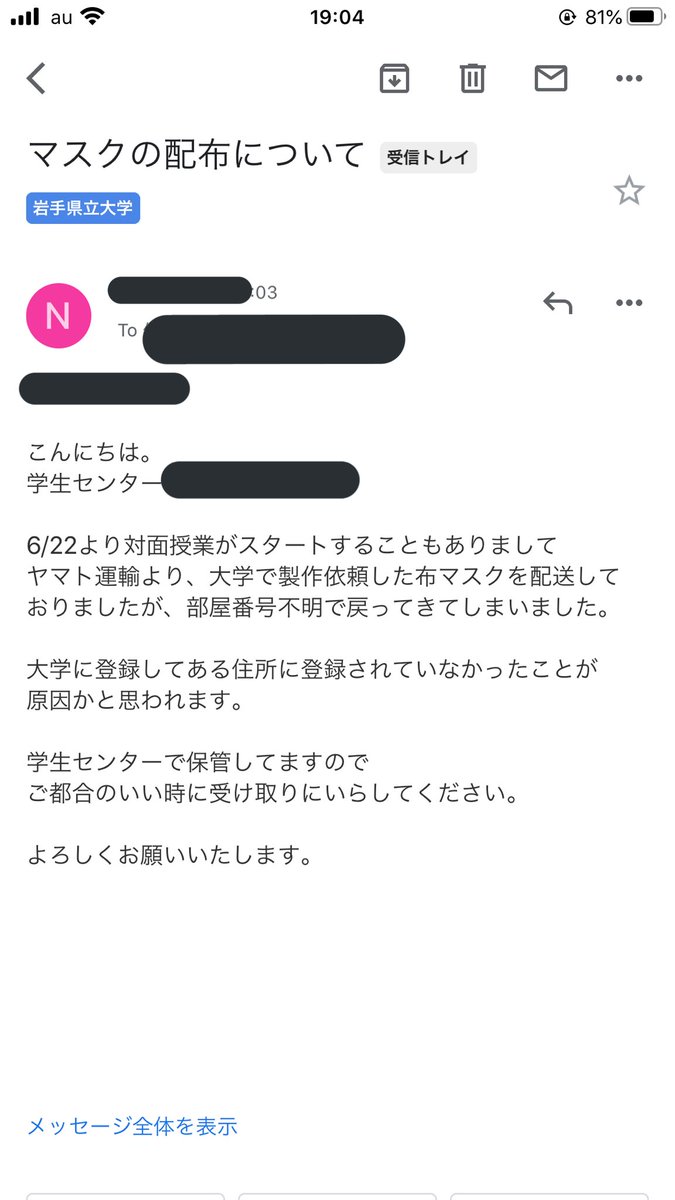 au
19:04
81%
マスクの配布について 受信トレイ
岩手県立大学
N
:03
To
こんにちは。
学生センター
6/22より対面授業がスタートすることもありまして
ヤマト運輸より、大学で製作依頼した布マスクを配送して
おりましたが、部屋番号不明で戻ってきてしまいました。
大学に登録してある住所に登録されていなかったことが
原因かと思われます。
学生センターで保管してますので
ご都合のいい時に受け取りにいらしてください。
よろしくお願いいたします。
メッセージ全体を表示